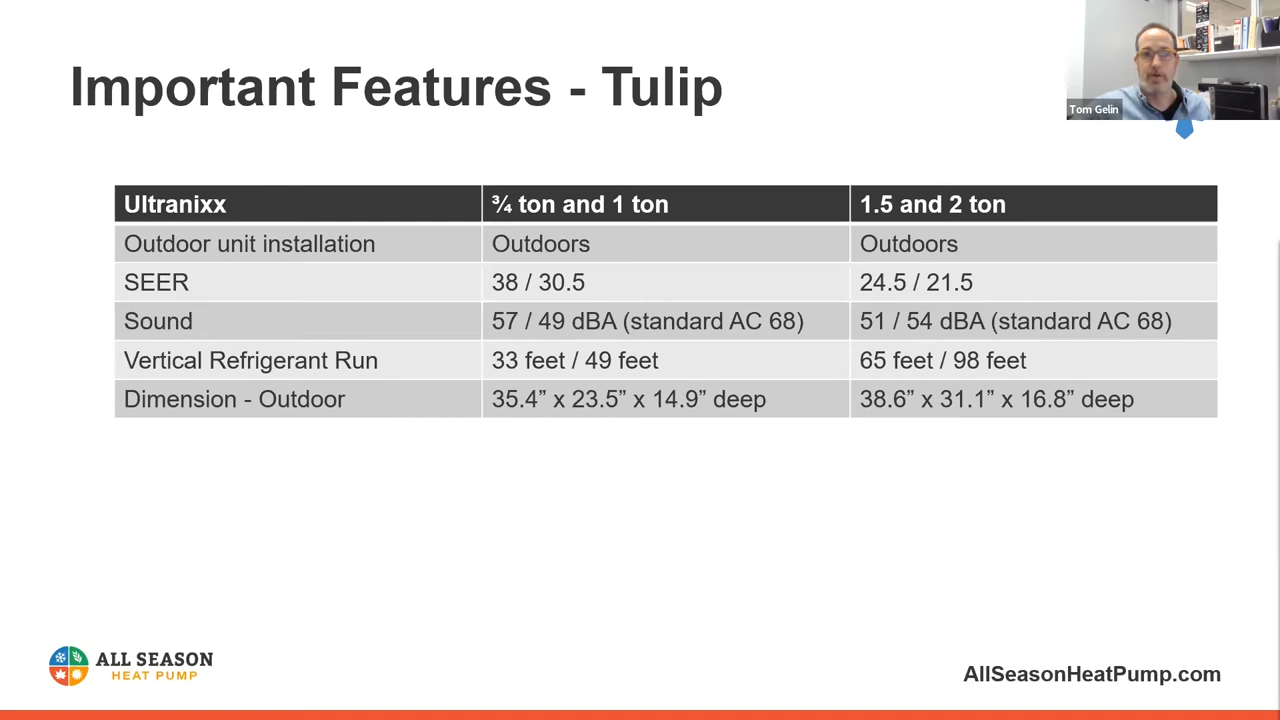 Important Features - Tulip
Tom Gelin
Ultranixx ¾ ton and 1 ton 1.5 and 2 ton
Outdoor unit installation Outdoors Outdoors
SEER 38 / 30.5 24.5 / 21.5
Sound 57 / 49 dBA (standard AC 68) 51 / 54 dBA (standard AC 68)
Vertical Refrigerant Run 33 feet / 49 feet 65 feet / 98 feet
Dimension - Outdoor 35.4” x 23.5” x 14.9” deep 38.6” x 31.1” x 16.8” deep
ALL SEASON
HEAT PUMP
AllSeasonHeatPump.com